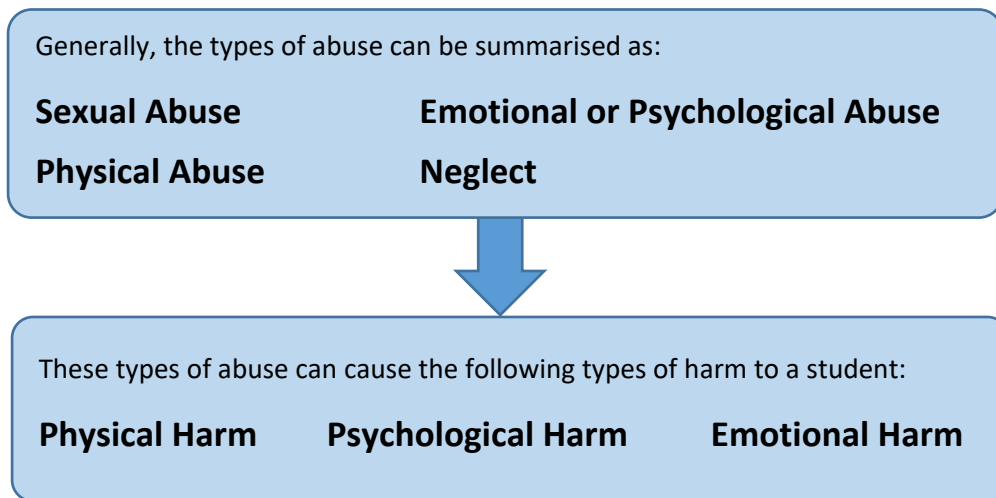 Generally, the types of abuse can be summarised as:
Sexual Abuse Emotional or Psychological Abuse
Physical Abuse Neglect
These types of abuse can cause the following types of harm to a student:
Physical Harm Psychological Harm Emotional Harm